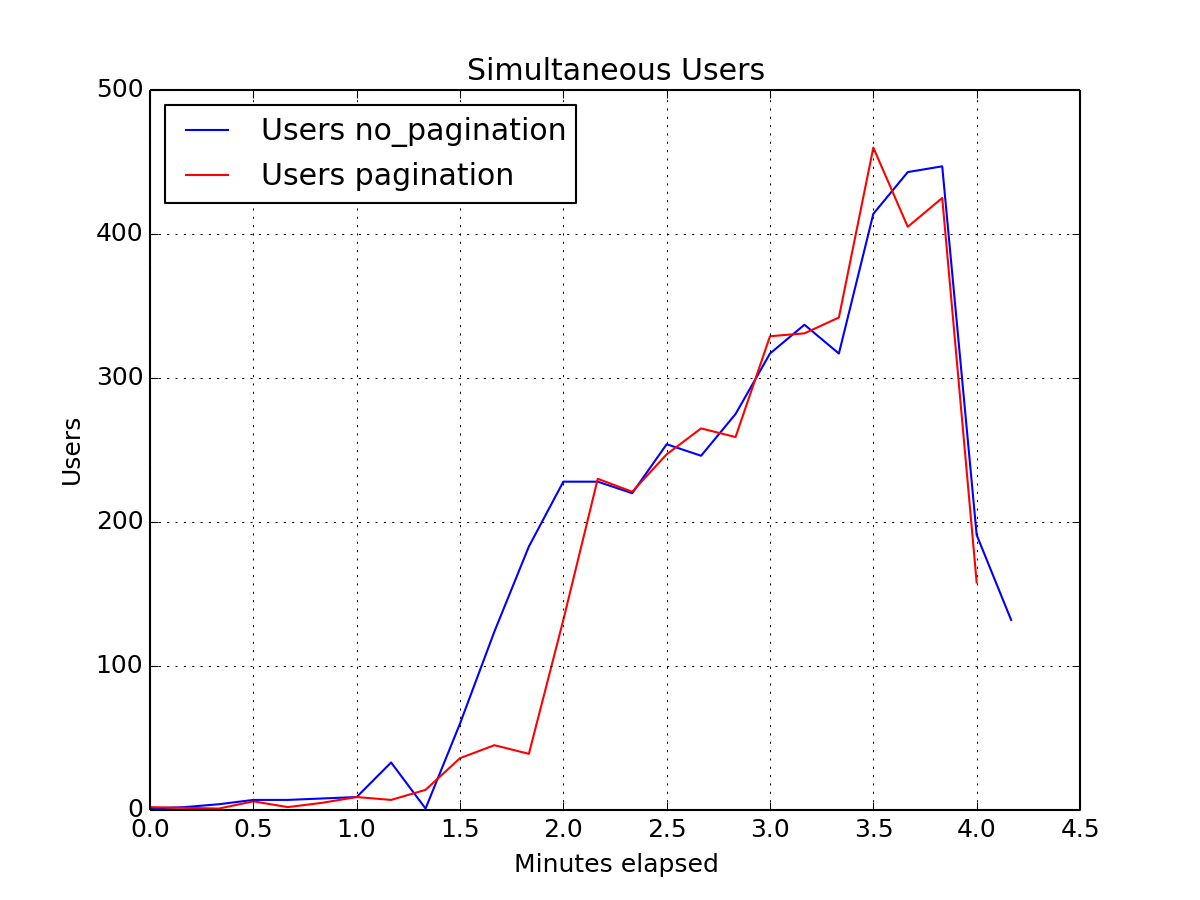 Simultaneous Users
Users no_pagination
Users pagination
500
400
300
200
100
0
Users
0.0 0.5 1.0 1.5 2.0 2.5 3.0 3.5 4.0 4.5
Minutes elapsed